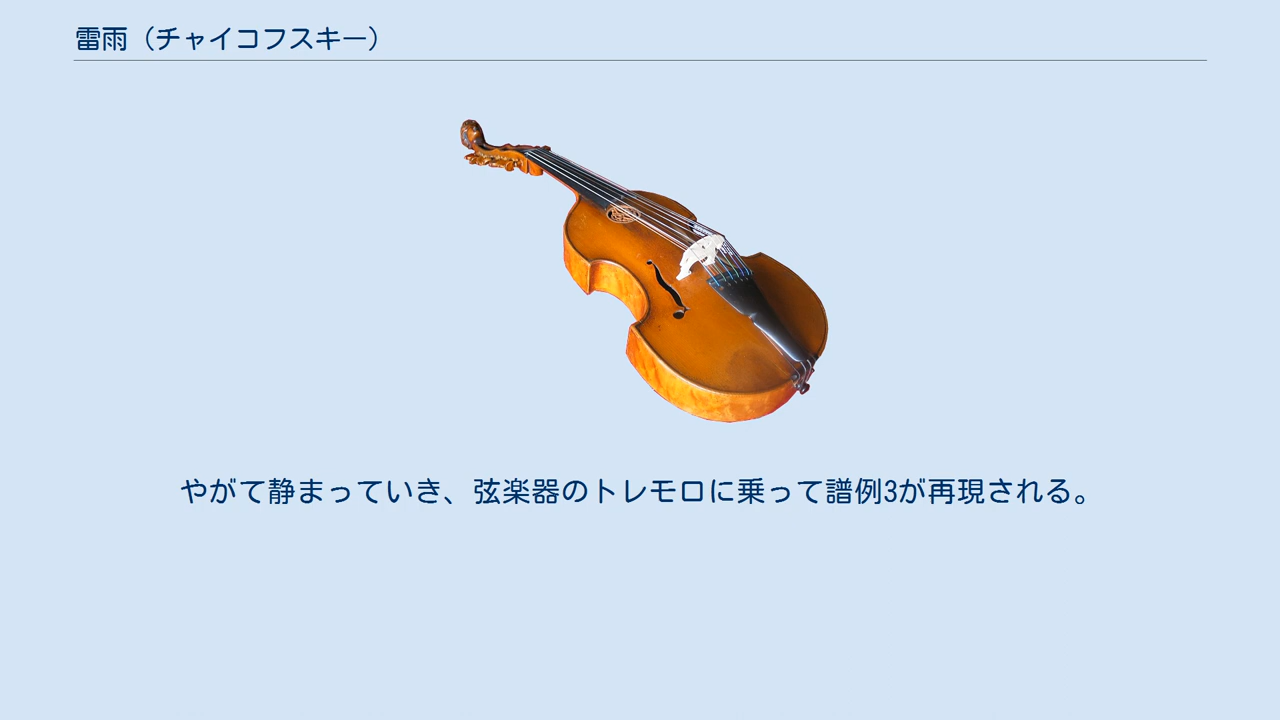 雷雨（チャイコフスキー）
やがて静まっていき、弦楽器のトレモロに乗って譜例3が再現される。